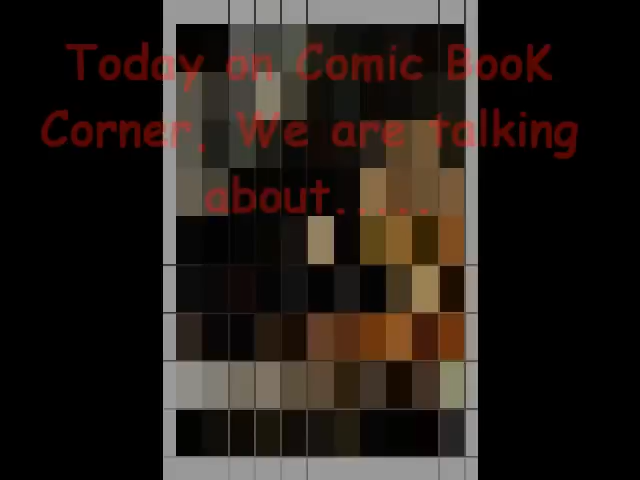 Today on Comic BooK
Corner, We are talking
about.....